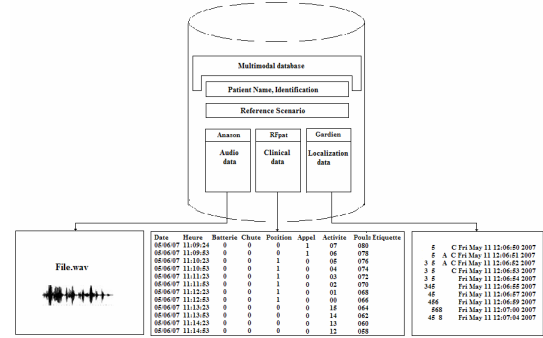 Multimodal database
Patient Name, Identification
Reference Scenario
Anason RFpat Gardien
Audio data
Clinical data
Localization data
File.wav
Date Heure Batterie Chute Position Appel Activite Pouls Etiquette
05/06/07 11:09:24 0 0 0 1 07 080
05/06/07 11:09:53 0 0 0 1 06 078
05/06/07 11:10:23 0 0 1 0 05 076
05/06/07 11:10:53 0 0 1 0 04 074
05/06/07 11:11:23 0 0 1 0 03 072
05/06/07 11:11:53 0 0 1 0 02 070
05/06/07 11:12:23 0 0 1 0 01 068
05/06/07 11:12:53 0 0 1 0 00 066
05/06/07 11:13:23 0 0 0 0 15 064
05/06/07 11:13:53 0 0 0 0 14 062
05/06/07 11:14:23 0 0 0 0 13 060
05/06/07 11:14:53 0 0 0 0 12 058
5 C Fri May 11 12:06:50 2007
5 A C Fri May 11 12:06:51 2007
3 5 A C Fri May 11 12:06:52 2007
3 5 C Fri May 11 12:06:53 2007
3 5 Fri May 11 12:06:54 2007
345 Fri May 11 12:06:55 2007
45 Fri May 11 12:06:57 2007
456 Fri May 11 12:06:59 2007
568 Fri May 11 12:07:00 2007
45 8 Fri May 11 12:07:04 2007